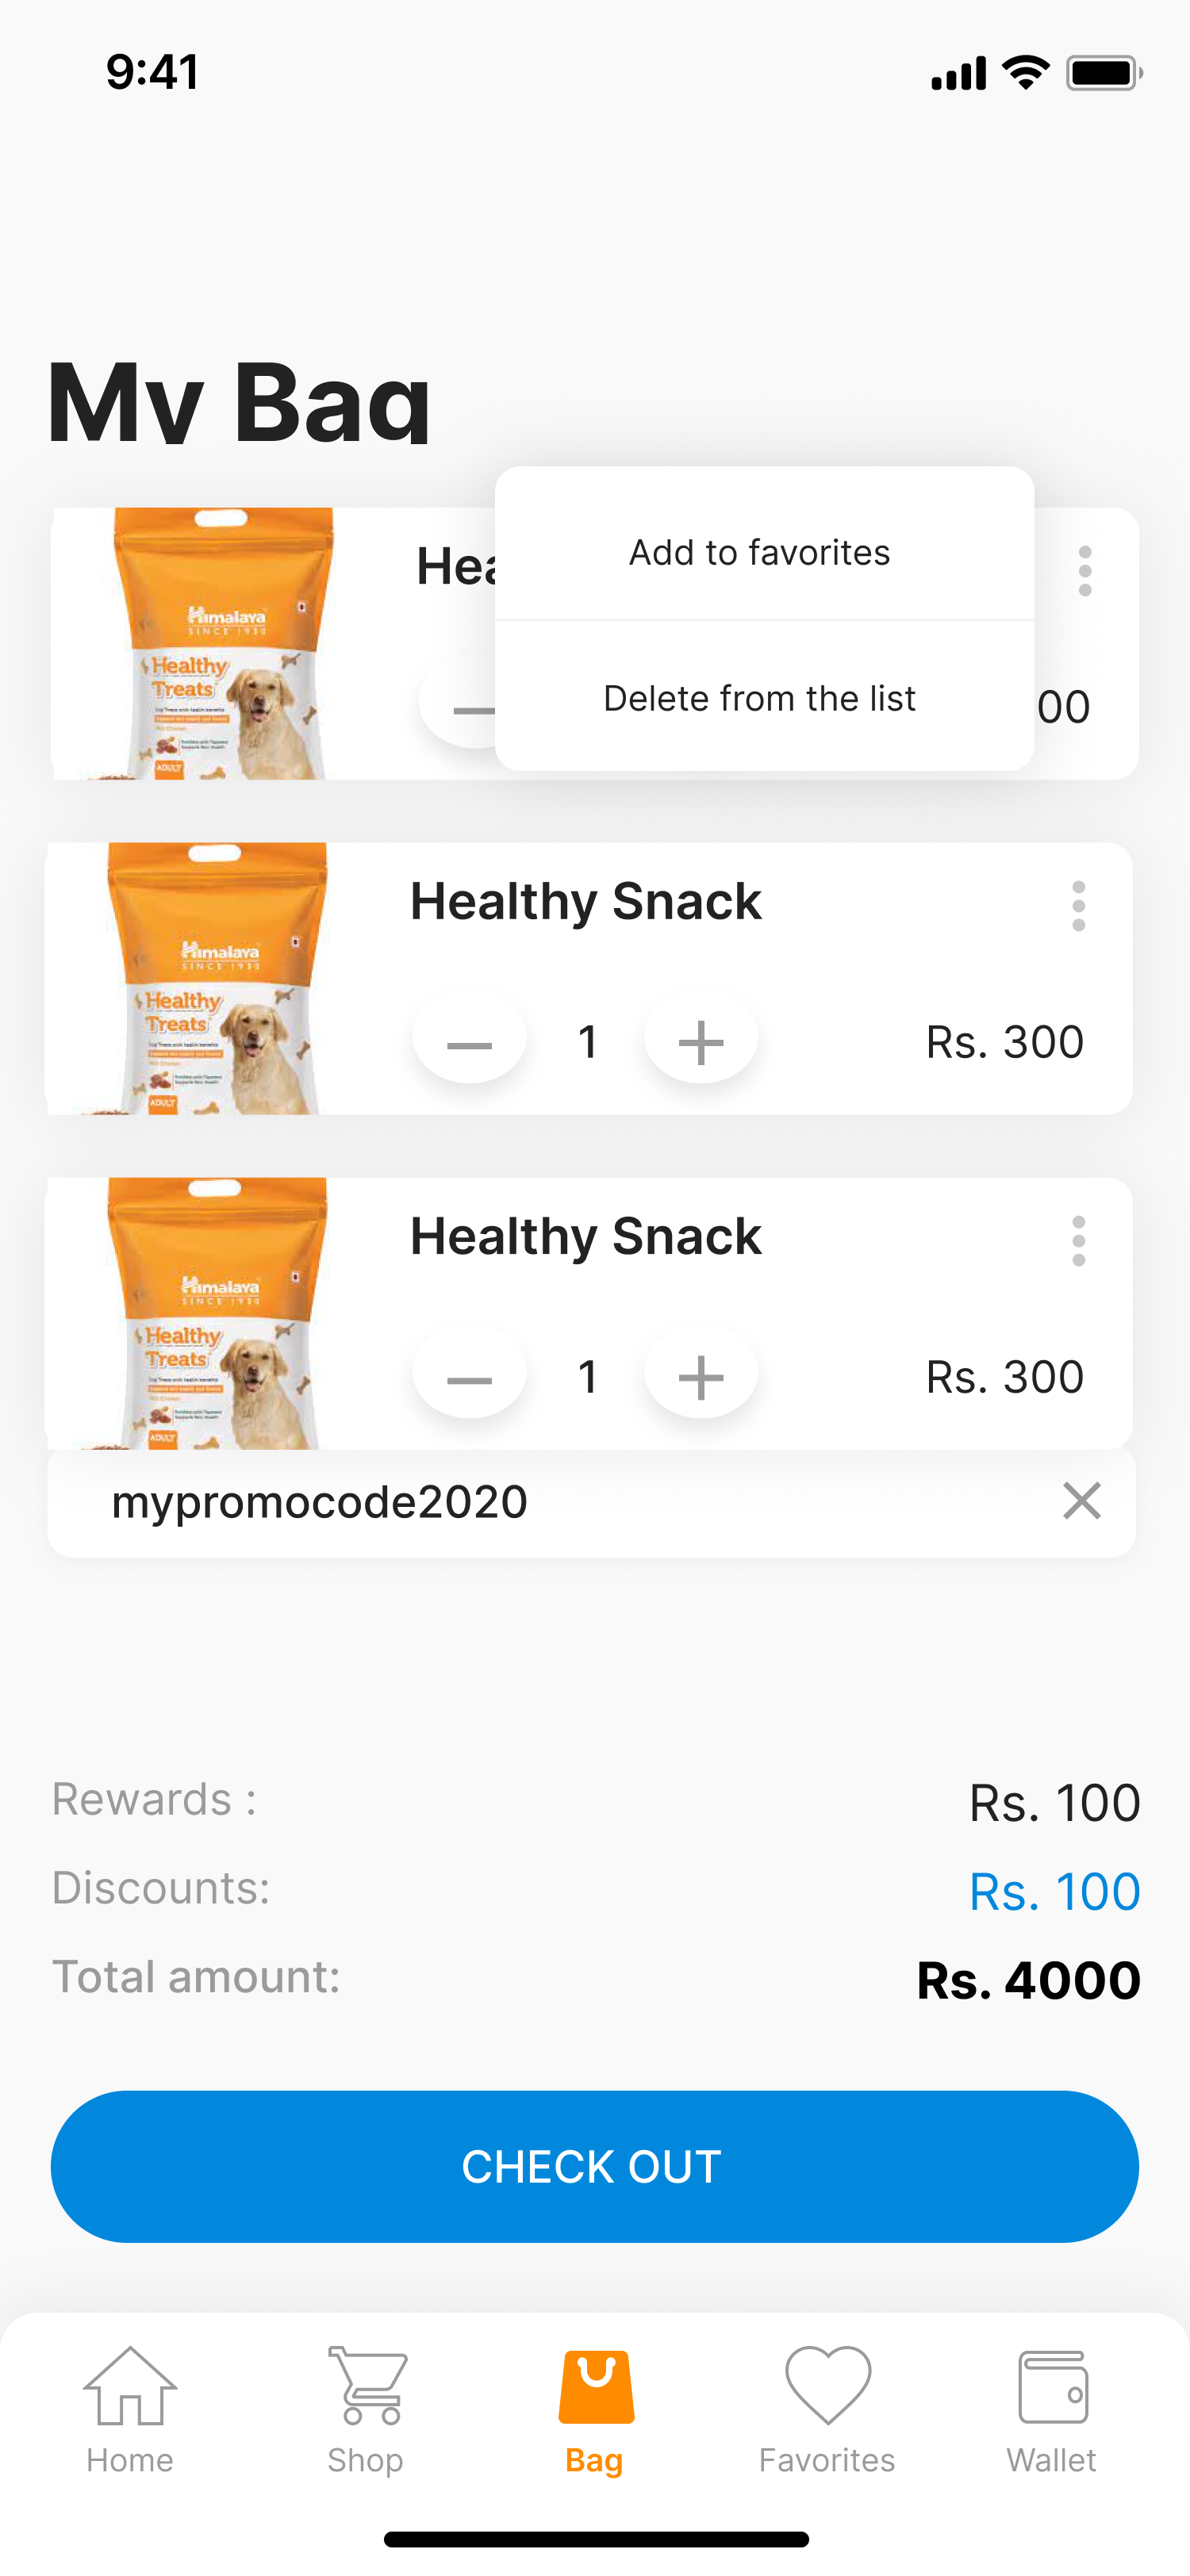 9:41
My Bag
Hea
Add to favorites
Delete from the list
00
Himalaya
SINCE 1930
Healthy
Treats
ADULT
Healthy Snack
1
Rs. 300
Himalaya
SINCE 1930
Healthy
Treats
ADULT
Healthy Snack
1
Rs. 300
Himalaya
SINCE 1930
Healthy
Treats
ADULT
mypromocode2020
Rewards :
Rs. 100
Discounts:
Rs. 100
Total amount:
Rs. 4000
CHECK OUT
Home
Shop
Bag
Favorites
Wallet